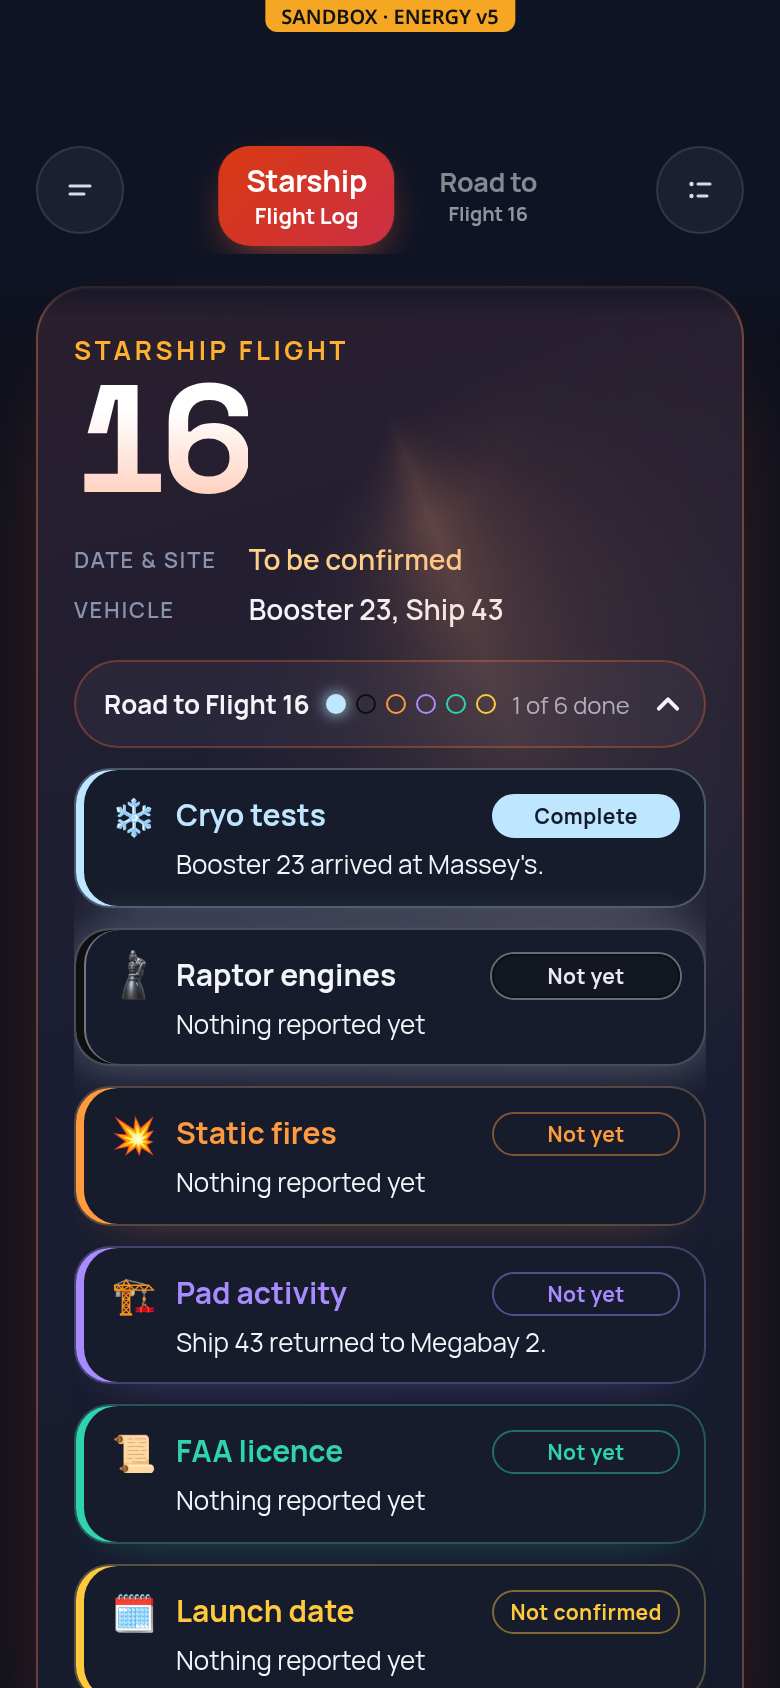 SANDBOX · ENERGY v5
Starship
Flight Log
Road to
Flight 16
STARSHIP FLIGHT
16
DATE & SITE To be confirmed
VEHICLE Booster 23, Ship 43
Road to Flight 16 1 of 6 done
Cryo tests Complete
Booster 23 arrived at Massey's.
Raptor engines Not yet
Nothing reported yet
Static fires Not yet
Nothing reported yet
Pad activity Not yet
Ship 43 returned to Megabay 2.
FAA licence Not yet
Nothing reported yet
Launch date Not confirmed
Nothing reported yet